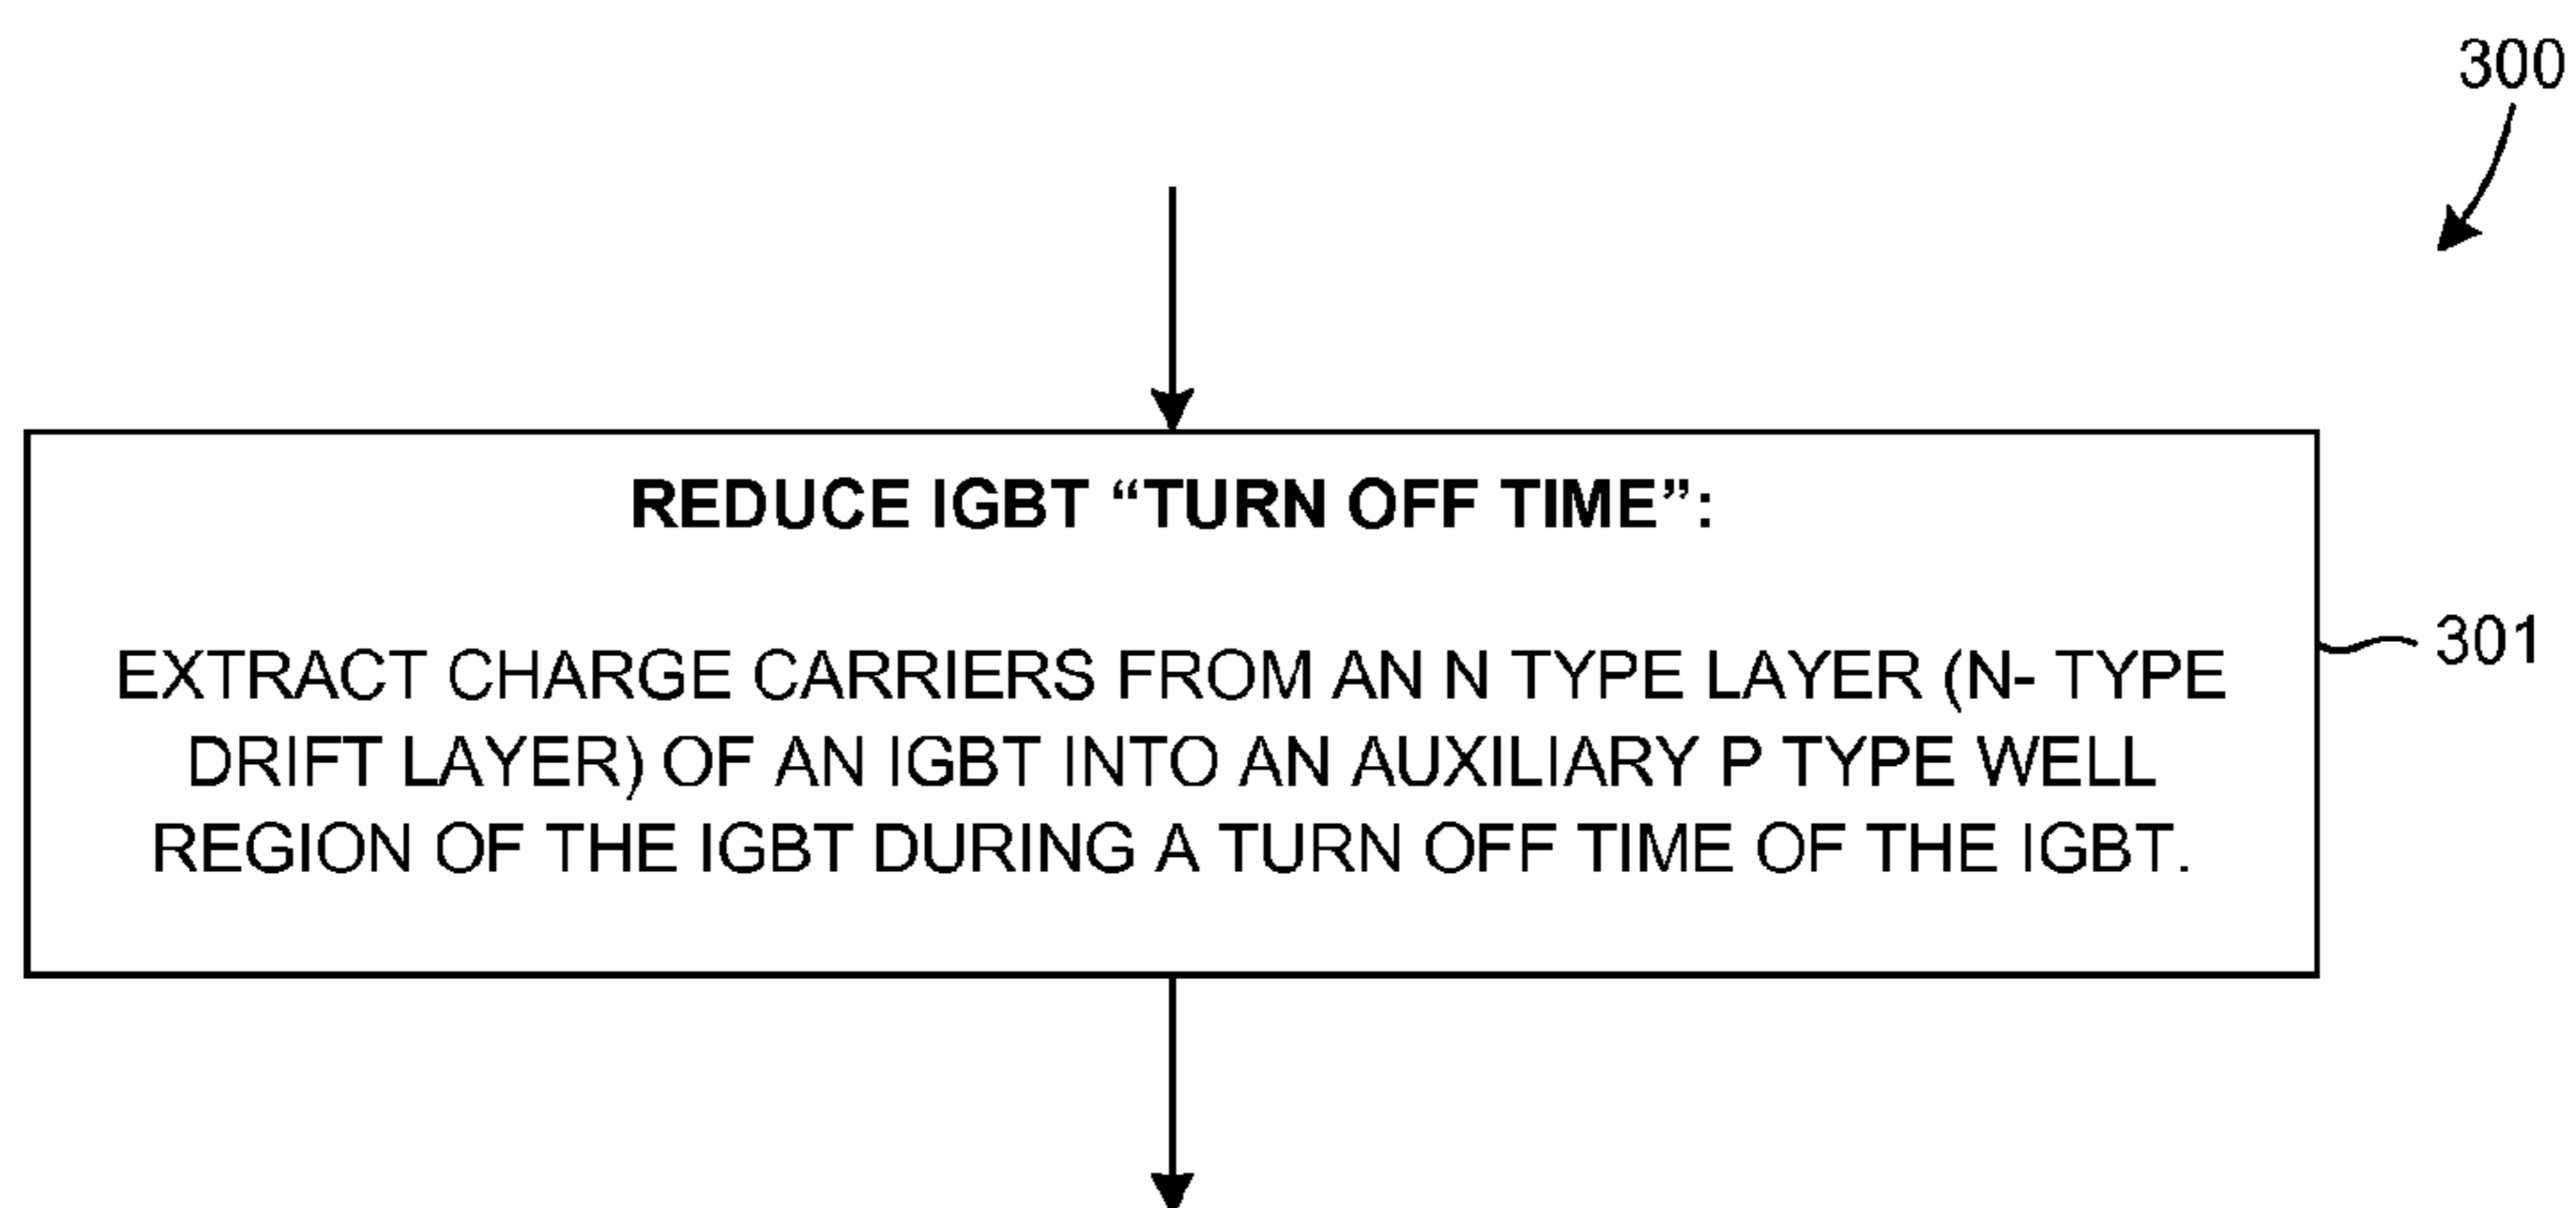 300
REDUCE IGBT “TURN OFF TIME”:
EXTRACT CHARGE CARRIERS FROM AN N TYPE LAYER (N- TYPE
DRIFT LAYER) OF AN IGBT INTO AN AUXILIARY P TYPE WELL
REGION OF THE IGBT DURING A TURN OFF TIME OF THE IGBT.
301